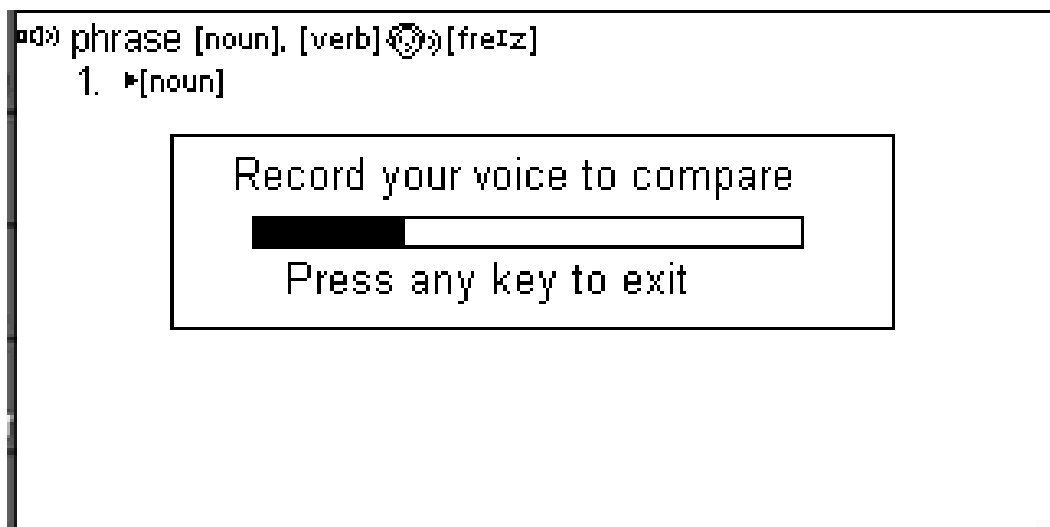 phrase [noun], [verb] [freɪz]
1. ▶[noun]
Record your voice to compare
Press any key to exit